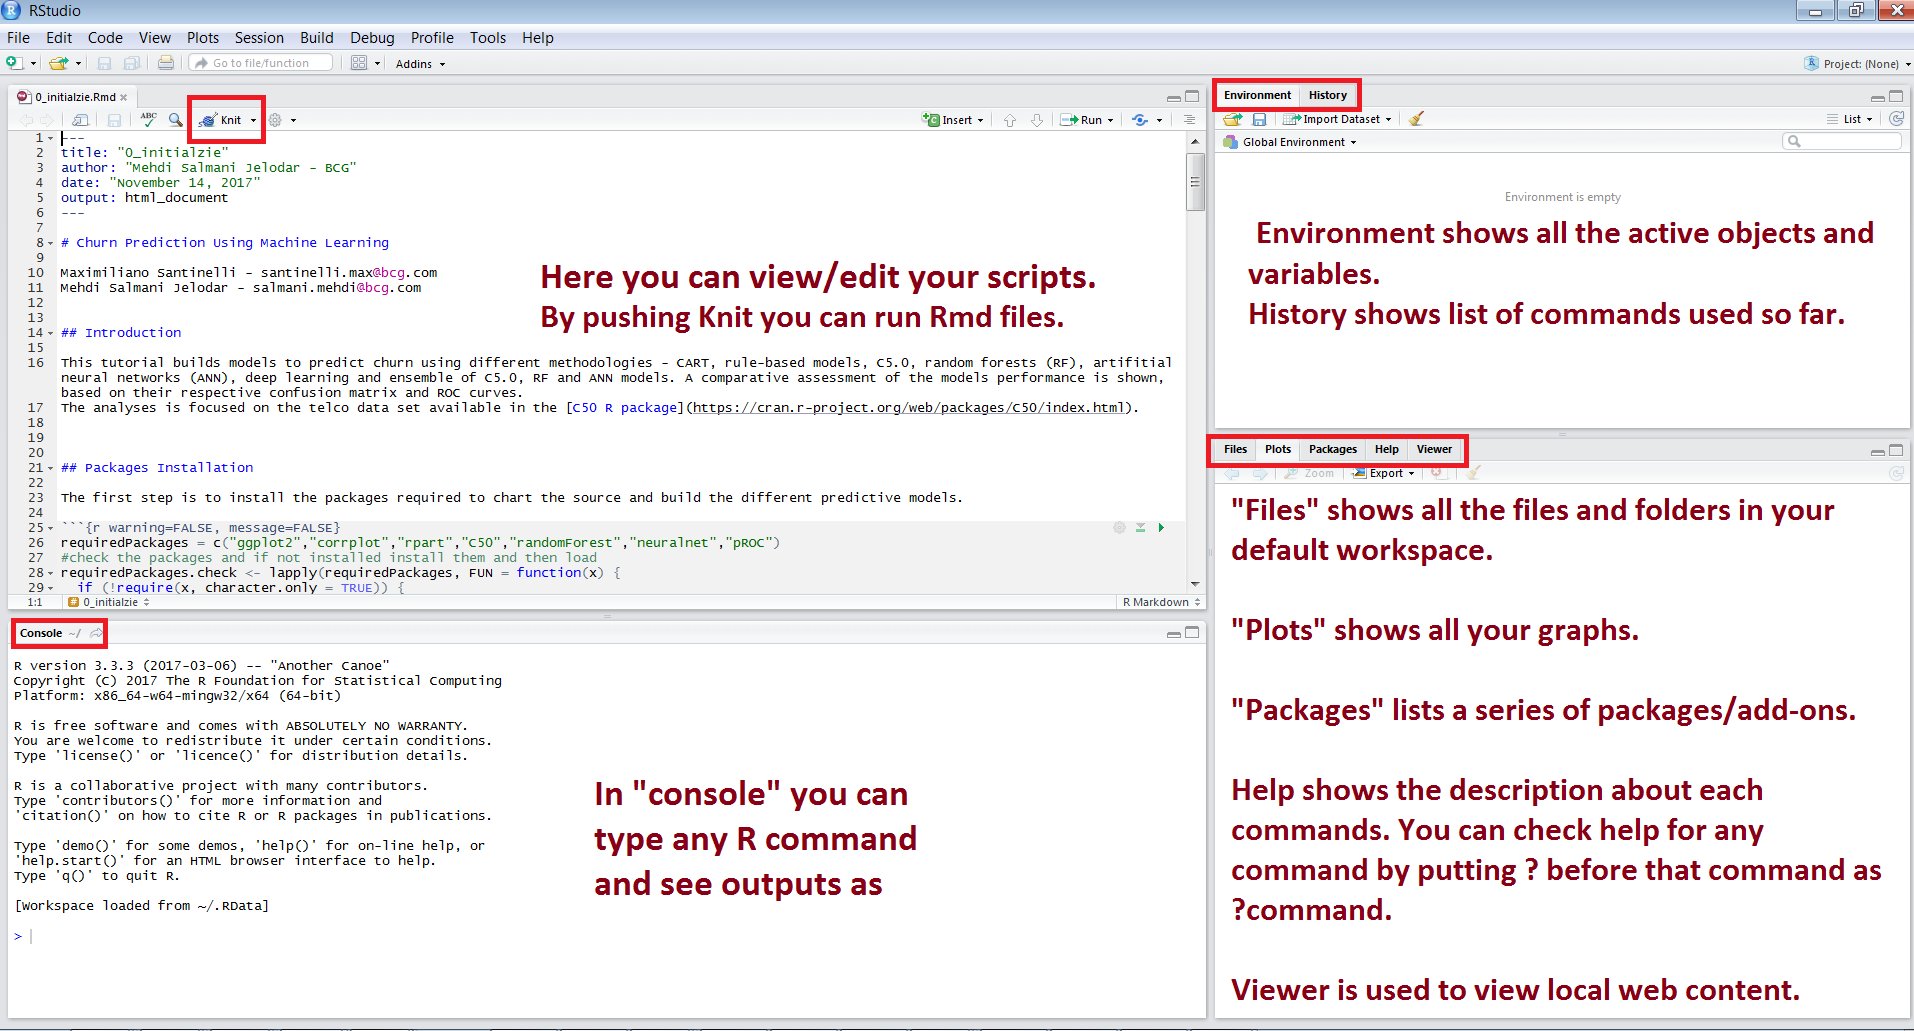 RStudio
File Edit Code View Plots Session Build Debug Profile Tools Help
Go to file/function
Addins
Project: (None)
0_initialzie.Rmd
ABC
Knit
Insert
Run
1 ---
2 title: "0_initialzie"
3 author: "Mehdi Salmani Jelodar - BCG"
4 date: "November 14, 2017"
5 output: html_document
6 ---
7
8 # Churn Prediction Using Machine Learning
9
10 Maximiliano Santinelli - santinelli.max@bcg.com
11 Mehdi Salmani Jelodar - salmani.mehdi@bcg.com
12
13
14 ## Introduction
15
16 This tutorial builds models to predict churn using different methodologies - CART, rule-based models, C5.0, random forests (RF), artifitial
neural networks (ANN), deep learning and ensemble of C5.0, RF and ANN models. A comparative assessment of the models performance is shown,
based on their respective confusion matrix and ROC curves.
17 The analyses is focused on the telco data set available in the [C50 R package](https://cran.r-project.org/web/packages/C50/index.html).
18
19
20
21 ## Packages Installation
22
23 The first step is to install the packages required to chart the source and build the different predictive models.
24
25 ```{r warning=FALSE, message=FALSE}
26 requiredPackages = c("ggplot2","corrplot","rpart","C50","randomForest","neuralnet","pROC")
27 #check the packages and if not installed install them and then load
28 requiredPackages.check <- lapply(requiredPackages, FUN = function(x) {
29 if (!require(x, character.only = TRUE)) {
1:1 # 0_initialzie R Markdown
Here you can view/edit your scripts.
By pushing Knit you can run Rmd files.
Console ~/
R version 3.3.3 (2017-03-06) -- "Another Canoe"
Copyright (C) 2017 The R Foundation for Statistical Computing
Platform: x86_64-w64-mingw32/x64 (64-bit)
R is free software and comes with ABSOLUTELY NO WARRANTY.
You are welcome to redistribute it under certain conditions.
Type 'license()' or 'licence()' for distribution details.
R is a collaborative project with many contributors.
Type 'contributors()' for more information and
'citation()' on how to cite R or R packages in publications.
Type 'demo()' for some demos, 'help()' for on-line help, or
'help.start()' for an HTML browser interface to help.
Type 'q()' to quit R.
[Workspace loaded from ~/.RData]
>
In "console" you can
type any R command
and see outputs as
Environment History
Import Dataset List
Global Environment
Environment is empty
Environment shows all the active objects and
variables.
History shows list of commands used so far.
Files Plots Packages Help Viewer
Zoom Export
"Files" shows all the files and folders in your
default workspace.
"Plots" shows all your graphs.
"Packages" lists a series of packages/add-ons.
Help shows the description about each
commands. You can check help for any
command by putting ? before that command as
?command.
Viewer is used to view local web content.